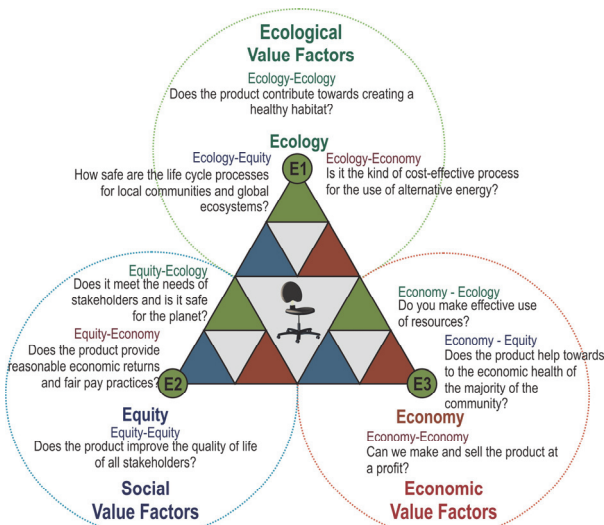 Ecological
Value Factors
Ecology-Ecology
Does the product contribute towards creating a
healthy habitat?
Ecology
Ecology-Equity
How safe are the life cycle processes
for local communities and global
ecosystems?
E1
Ecology-Economy
Is it the kind of cost-effective process
for the use of alternative energy?
Equity-Ecology
Does it meet the needs of
stakeholders and is it safe
for the planet?
Equity-Economy
Does the product provide
reasonable economic returns
and fair pay practices?
E2
Equity
Equity-Equity
Does the product improve the quality of life
of all stakeholders?
Social
Value Factors
Economy - Ecology
Do you make effective use
of resources?
Economy - Equity
Does the product help towards
to the economic health of
the majority of the
community?
E3
Economy
Economy-Economy
Can we make and sell the product at
a profit?
Economic
Value Factors